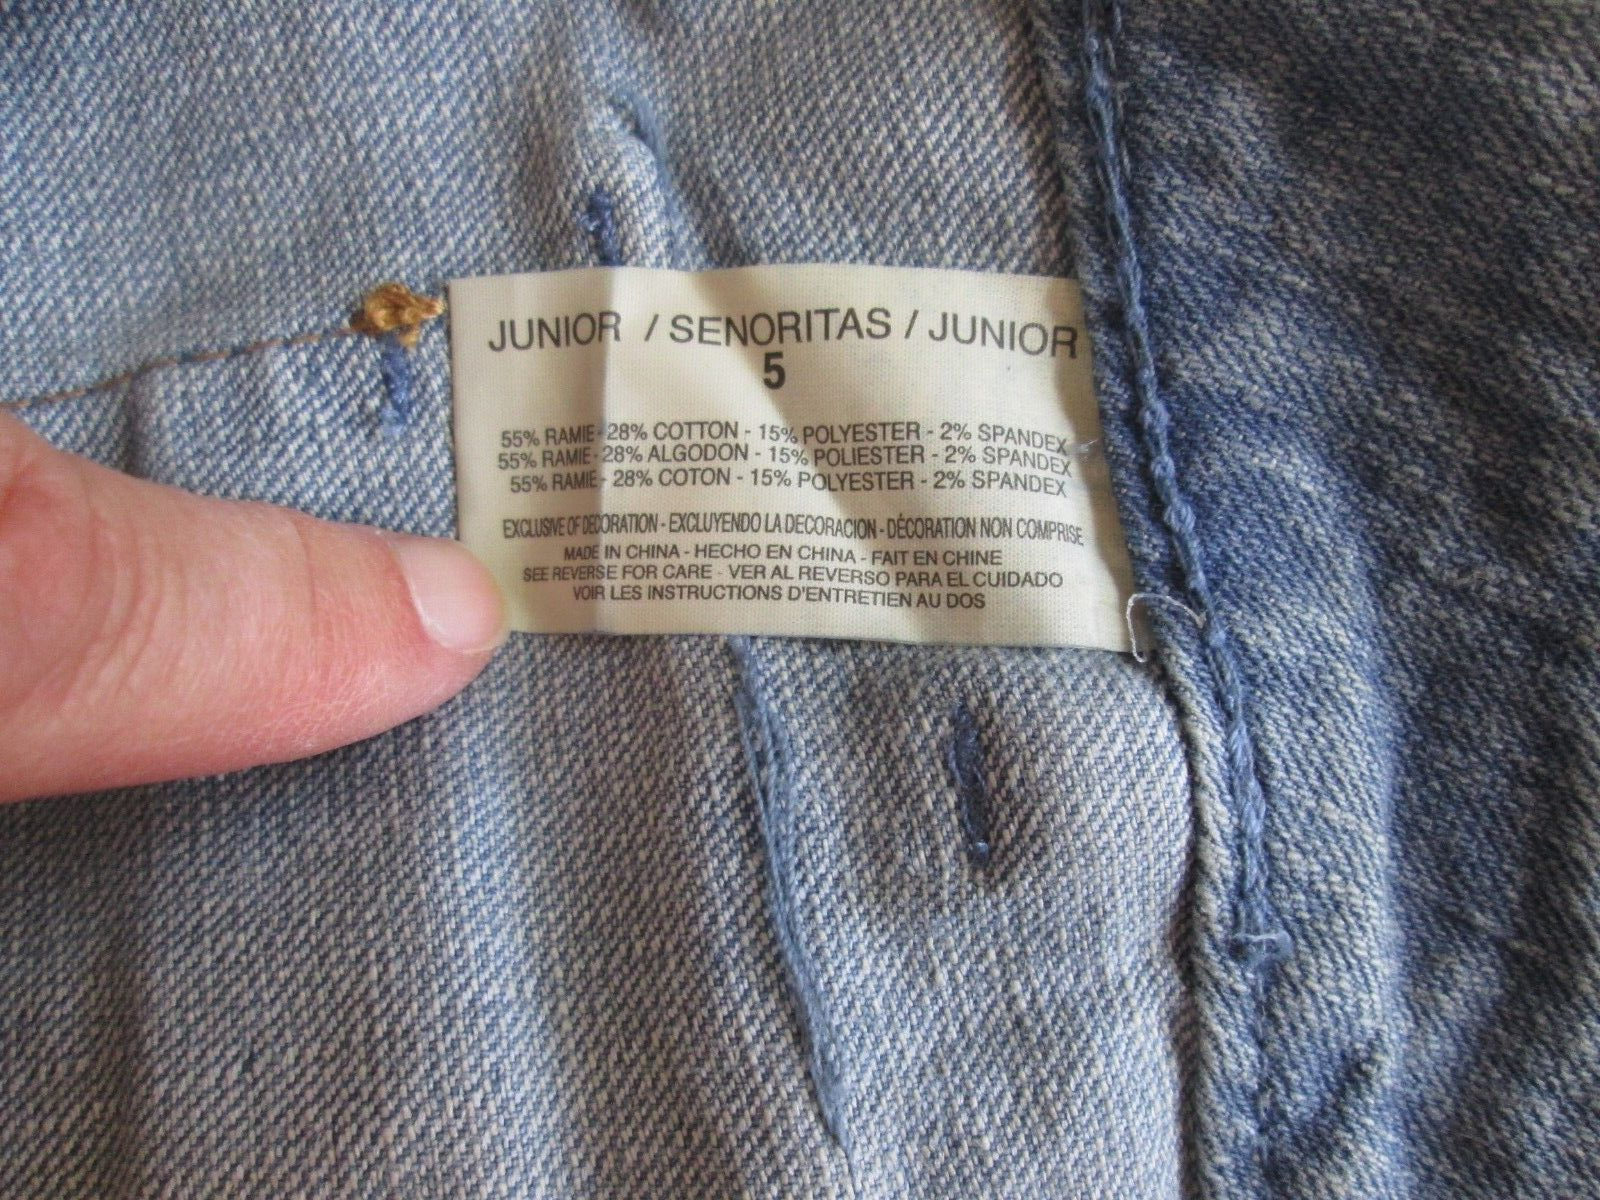 JUNIOR / SENORITAS / JUNIOR
5
55% RAMIE - 28% COTTON - 15% POLYESTER - 2% SPANDEX
55% RAMIE - 28% ALGODON - 15% POLIESTER - 2% SPANDEX
55% RAMIE - 28% COTON - 15% POLYESTER - 2% SPANDEX
EXCLUSIVE OF DECORATION - EXCLUYENDO LA DECORACION - DÉCORATION NON COMPRISE
MADE IN CHINA - HECHO EN CHINA - FAIT EN CHINE
SEE REVERSE FOR CARE - VER AL REVERSO PARA EL CUIDADO
VOIR LES INSTRUCTIONS D'ENTRETIEN AU DOS